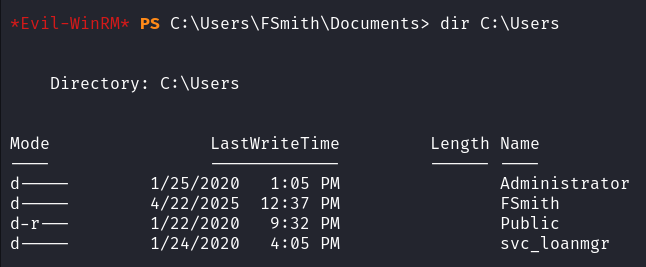 *Evil-WinRM* PS C:\Users\FSmith\Documents> dir C:\Users
Directory: C:\Users
Mode                LastWriteTime         Length Name
----                -------------         ------ ----
d-----        1/25/2020   1:05 PM                Administrator
d-----        4/22/2025  12:37 PM                FSmith
d-r---        1/22/2020   9:32 PM                Public
d-----        1/24/2020   4:05 PM                svc_loanmgr